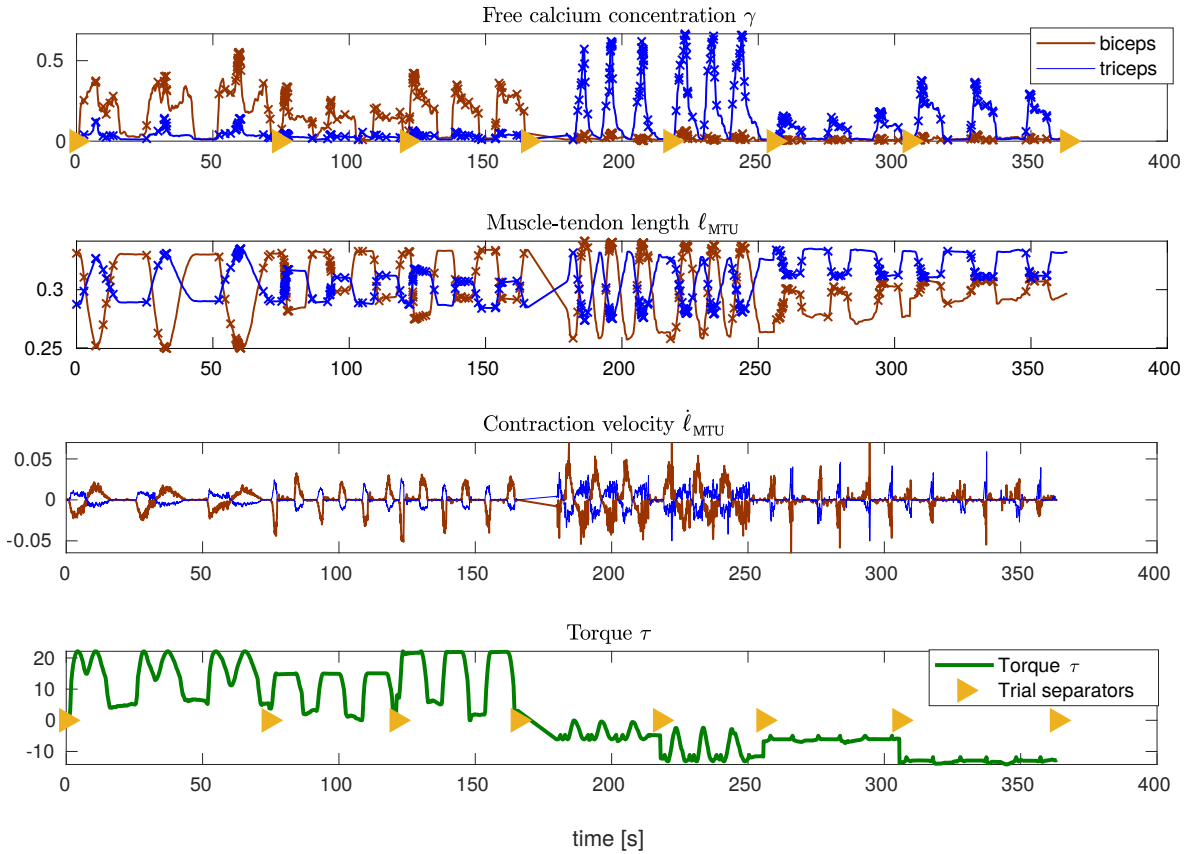 Free calcium concentration γ
0.5
0
biceps
triceps
0 50 100 150 200 250 300 350 400
Muscle-tendon length ℓMTU
0.3
0.25
0 50 100 150 200 250 300 350 400
Contraction velocity ℓ̇MTU
0.05
0
-0.05
0 50 100 150 200 250 300 350 400
Torque τ
20
10
0
-10
Torque τ
Trial separators
0 50 100 150 200 250 300 350 400
time [s]